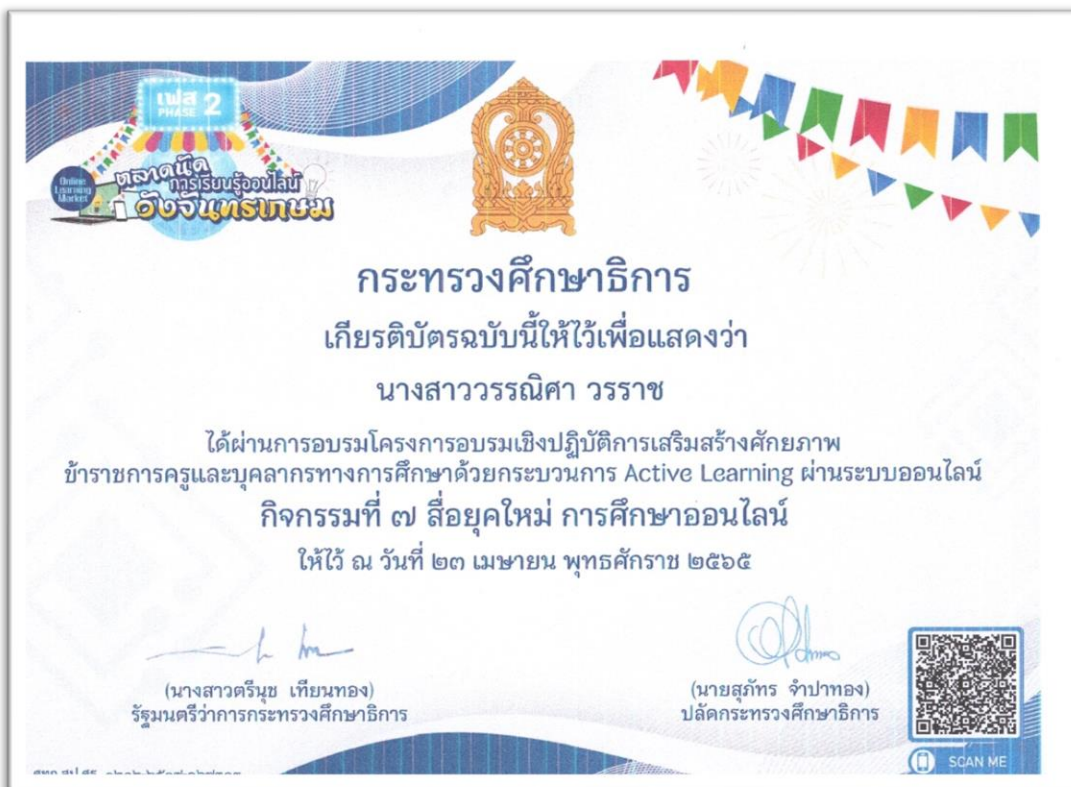 เฟส 2
PHASE
Online
Learning
Market
ตลาดนัด
การเรียนรู้ออนไลน์
วังจันทรเกษม
กระทรวงศึกษาธิการ
เกียรติบัตรฉบับนี้ให้ไว้เพื่อแสดงว่า
นางสาววรรณิศา วรราช
ได้ผ่านการอบรมโครงการอบรมเชิงปฏิบัติการเสริมสร้างศักยภาพ
ข้าราชการครูและบุคลากรทางการศึกษาด้วยกระบวนการ Active Learning ผ่านระบบออนไลน์
กิจกรรมที่ ๗ สื่อยุคใหม่ การศึกษาออนไลน์
ให้ไว้ ณ วันที่ ๒๓ เมษายน พุทธศักราช ๒๕๖๕
(นางสาวตรีนุช เทียนทอง)
รัฐมนตรีว่าการกระทรวงศึกษาธิการ
(นายสุภัทร จำปาทอง)
ปลัดกระทรวงศึกษาธิการ
SCAN ME